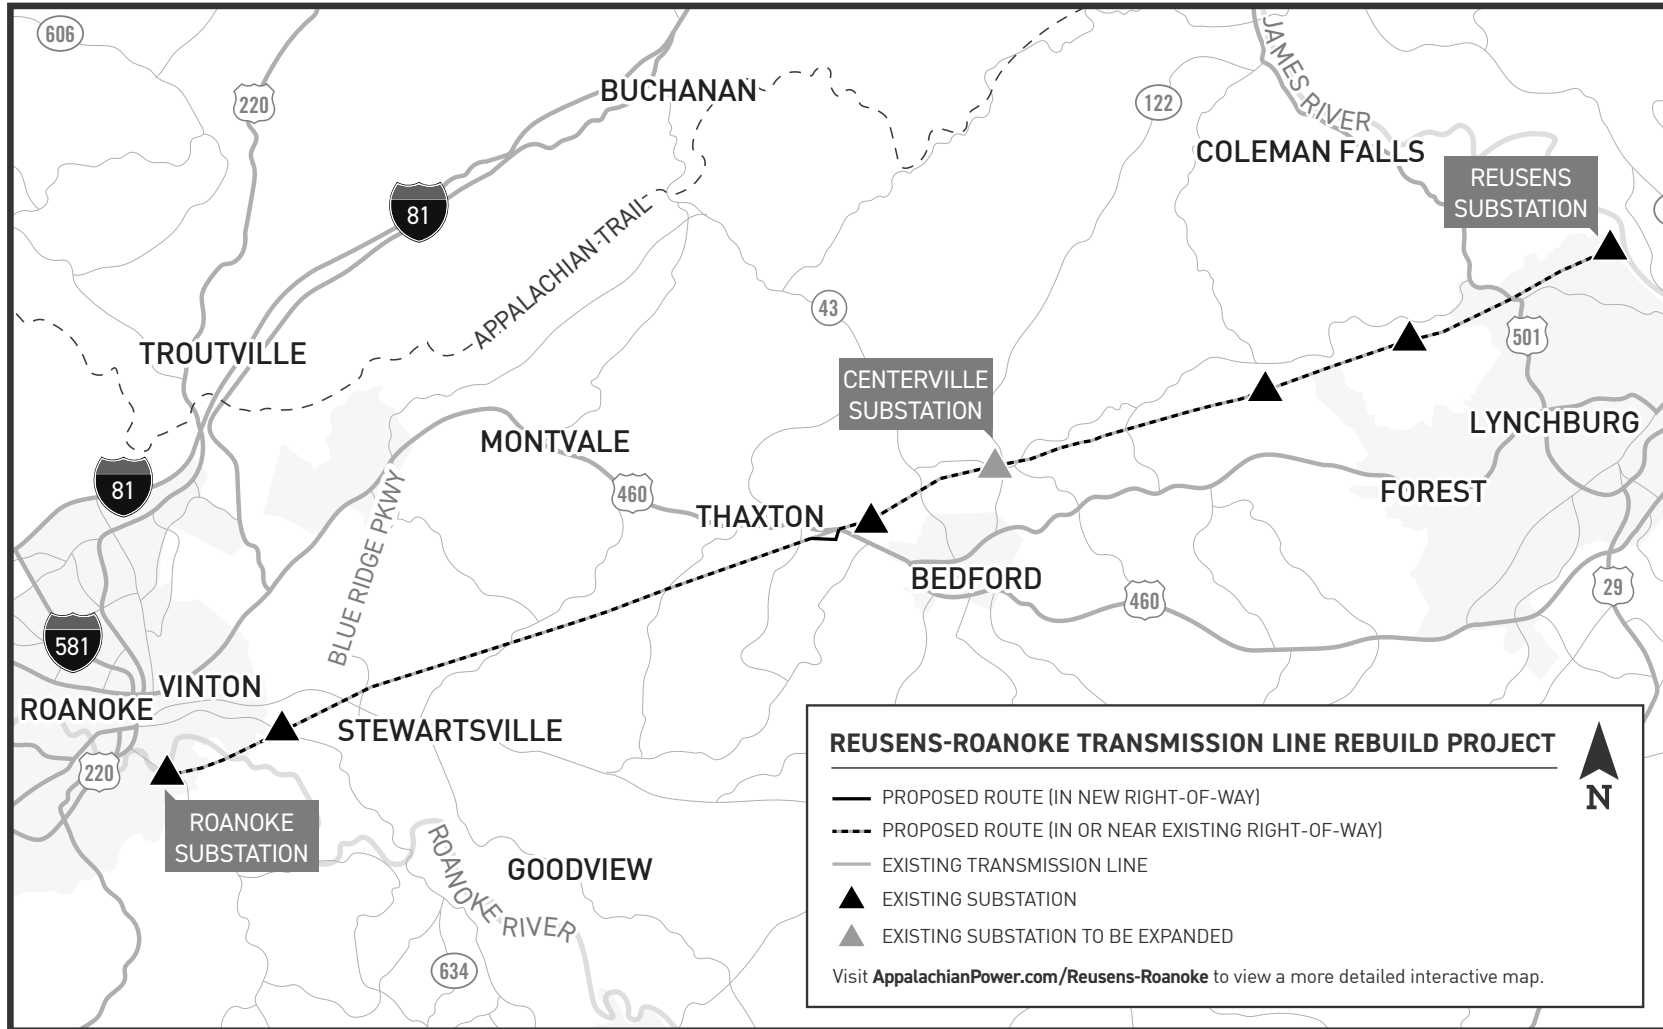 606
220
BUCHANAN
122
JAMES RIVER
COLEMAN FALLS
REUSENS
SUBSTATION
81
APPALACHIAN TRAIL
43
501
TROUTVILLE
CENTERVILLE
SUBSTATION
LYNCHBURG
MONTVALE
81
460
FOREST
THAXTON
BLUE RIDGE PKWY
BEDFORD
460
29
581
VINTON
ROANOKE
STEWARTSVILLE
220
ROANOKE
SUBSTATION
ROANOKE RIVER
GOODVIEW
634
REUSENS-ROANOKE TRANSMISSION LINE REBUILD PROJECT
N
PROPOSED ROUTE (IN NEW RIGHT-OF-WAY)
PROPOSED ROUTE (IN OR NEAR EXISTING RIGHT-OF-WAY)
EXISTING TRANSMISSION LINE
EXISTING SUBSTATION
EXISTING SUBSTATION TO BE EXPANDED
Visit AppalachianPower.com/Reusens-Roanoke to view a more detailed interactive map.